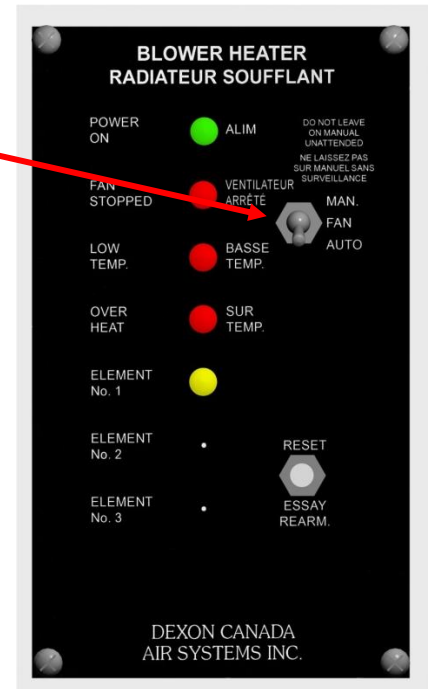 BLOWER HEATER
RADIATEUR SOUFFLANT
POWER
ON
ALIM
DO NOT LEAVE
ON MANUAL
UNATTENDED
NE LAISSEZ PAS
SUR MANUEL SANS
SURVEILLANCE
FAN
STOPPED
VENTILATEUR
ARRÊTÉ
MAN.
FAN
AUTO
LOW
TEMP.
BASSE
TEMP.
OVER
HEAT
SUR
TEMP.
ELEMENT
No. 1
ELEMENT
No. 2
RESET
ELEMENT
No. 3
ESSAY
REARM.
DEXON CANADA
AIR SYSTEMS INC.